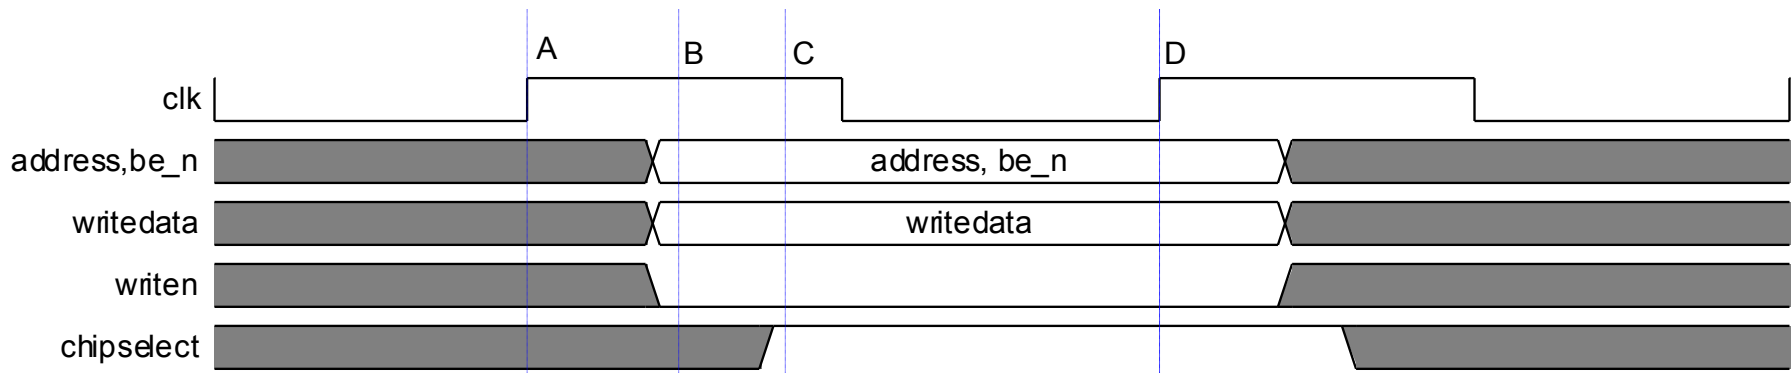 A B C D
clk
address,be_n address, be_n
writedata writedata
writen
chipselect